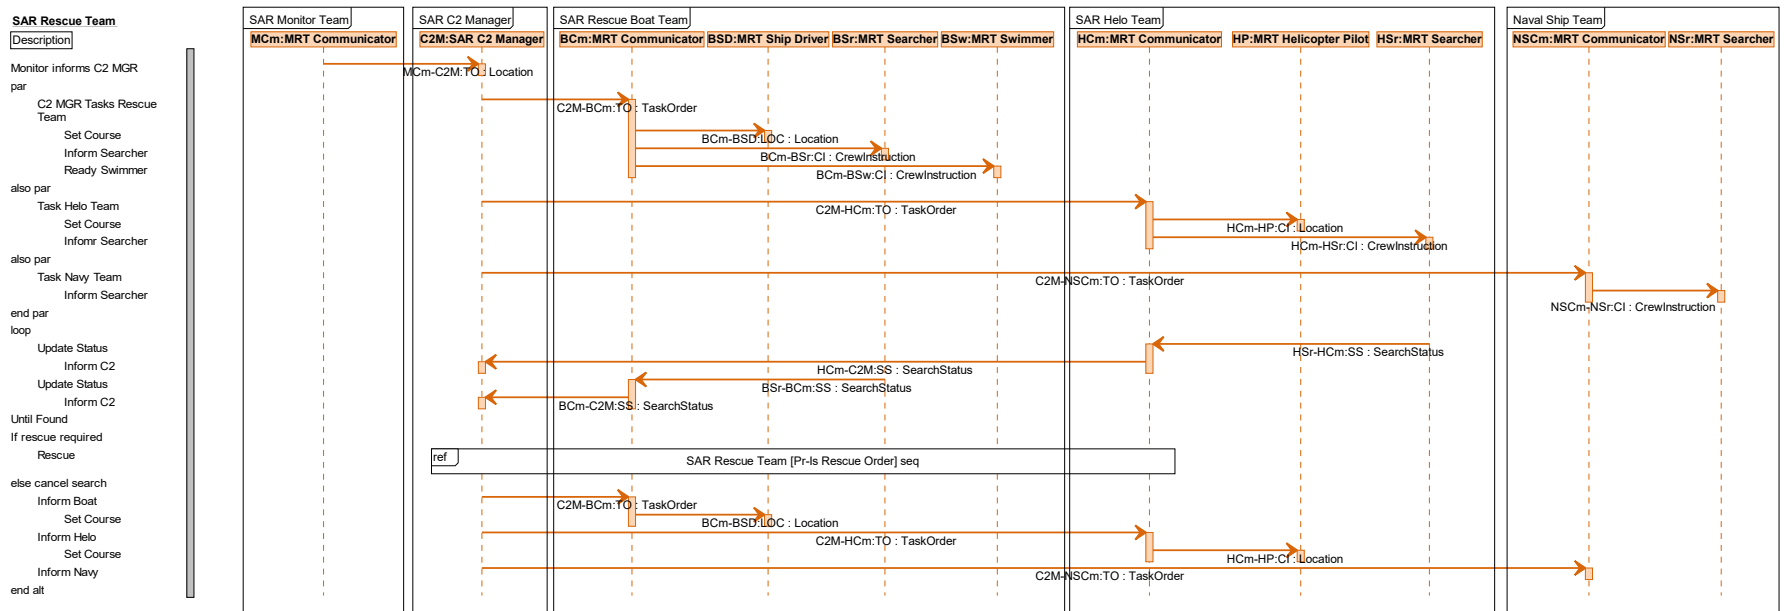 SAR Rescue Team
Description
Monitor informs C2 MGR
par
C2 MGR Tasks Rescue
Team
Set Course
Inform Searcher
Ready Swimmer
also par
Task Helo Team
Set Course
Infomr Searcher
also par
Task Navy Team
Inform Searcher
end par
loop
Update Status
Inform C2
Update Status
Inform C2
Until Found
If rescue required
Rescue
else cancel search
Inform Boat
Set Course
Inform Helo
Set Course
Inform Navy
end alt
SAR Monitor Team
MCm:MRT Communicator
SAR C2 Manager
C2M:SAR C2 Manager
SAR Rescue Boat Team
BCm:MRT Communicator
BSD:MRT Ship Driver
BSr:MRT Searcher
BSw:MRT Swimmer
SAR Helo Team
HCm:MRT Communicator
HP:MRT Helicopter Pilot
HSr:MRT Searcher
Naval Ship Team
NSCm:MRT Communicator
NSr:MRT Searcher
MCm-C2M:TO : Location
C2M-BCm:TO : TaskOrder
BCm-BSD:LOC : Location
BCm-BSr:CI : CrewInstruction
BCm-BSw:CI : CrewInstruction
C2M-HCm:TO : TaskOrder
HCm-HP:CI : Location
HCm-HSr:CI : CrewInstruction
C2M-NSCm:TO : TaskOrder
NSCm-NSr:CI : CrewInstruction
HSr-HCm:SS : SearchStatus
HCm-C2M:SS : SearchStatus
BSr-BCm:SS : SearchStatus
BCm-C2M:SS : SearchStatus
ref
SAR Rescue Team [Pr-Is Rescue Order] seq
C2M-BCm:TO : TaskOrder
BCm-BSD:LOC : Location
C2M-HCm:TO : TaskOrder
HCm-HP:CI : Location
C2M-NSCm:TO : TaskOrder